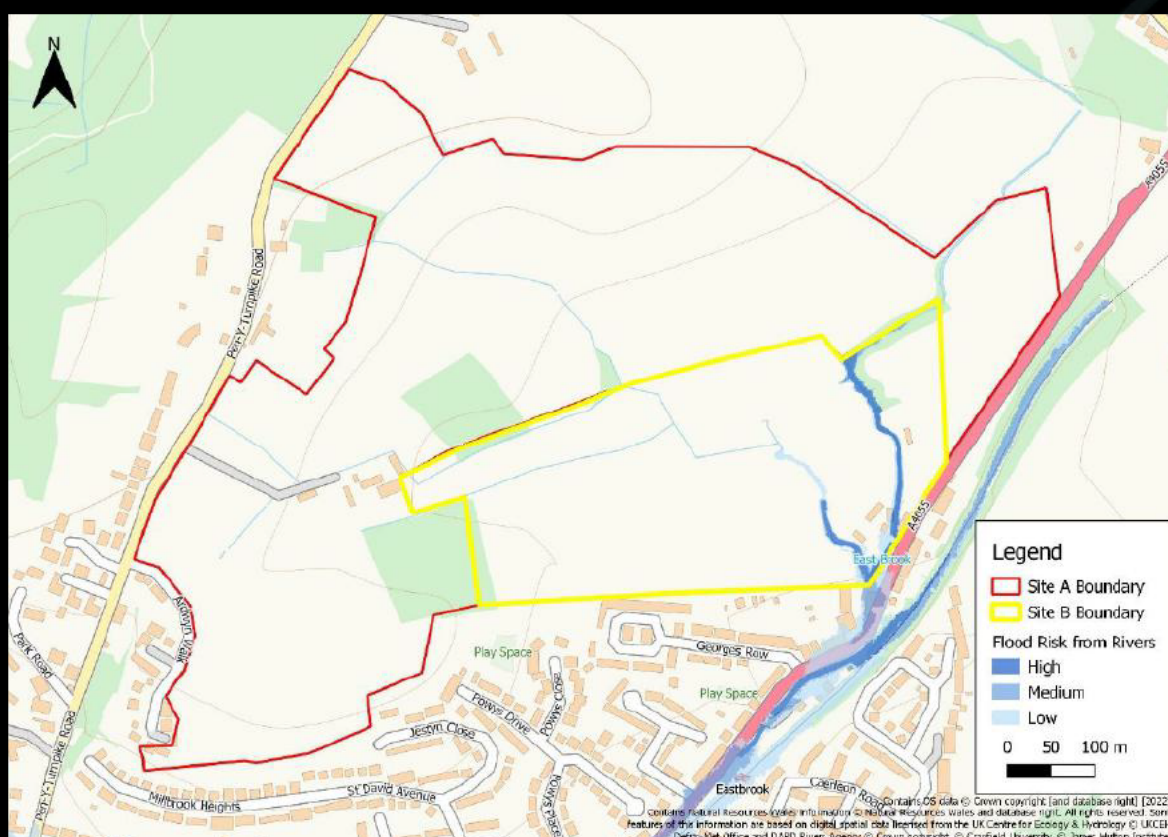 N
A4055
Pen-Y-Turnpike Road
East Brook
A4055
Ardwyn Walk
Park Road
Pen-Y-Turnpike Road
Play Space
Georges Row
Play Space
Powys Drive
Powys Close
Jestyn Close
Millbrook Heights
St David Avenue
Eastbrook
Caerleon Road
Legend
Site A Boundary
Site B Boundary
Flood Risk from Rivers
High
Medium
Low
0 50 100 m
Contains OS data © Crown copyright [and database right] [2022
Contains Natural Resources Wales information © Natural Resources Wales and database right. All rights reserved. Some
features of this information are based on digital spatial data licensed from the UK Centre for Ecology & Hydrology © UKCEH